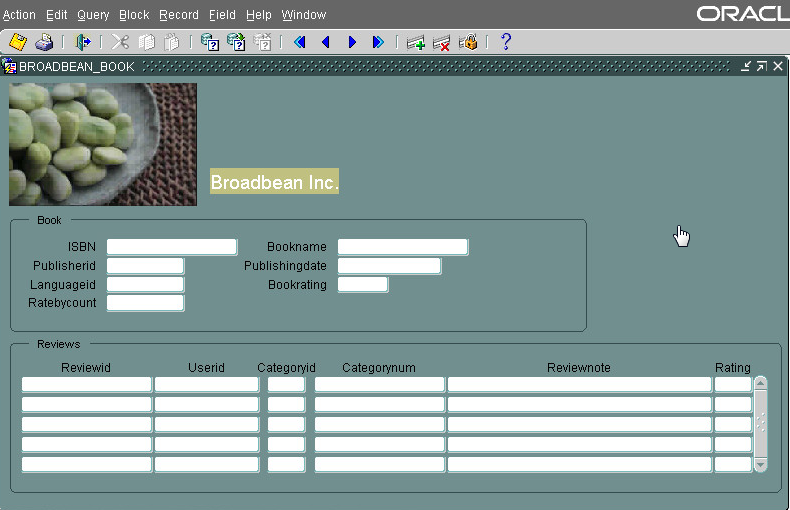 Action Edit Query Block Record Field Help Window
ORACL
BROADBEAN_BOOK
Broadbean Inc.
Book
ISBN Bookname
Publisherid Publishingdate
Languageid Bookrating
Ratebycount
Reviews
Reviewid Userid Categoryid Categorynum Reviewnote Rating